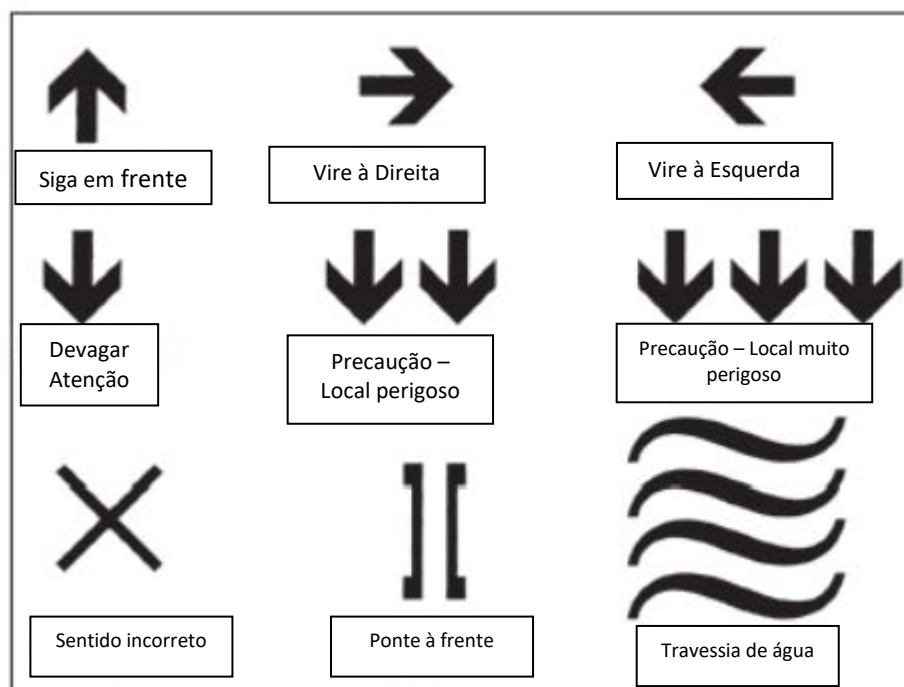 Siga em frente
Vire à Direita
Vire à Esquerda
Devagar
Atenção
Precaução –
Local perigoso
Precaução – Local muito
perigoso
Sentido incorreto
Ponte à frente
Travessia de água